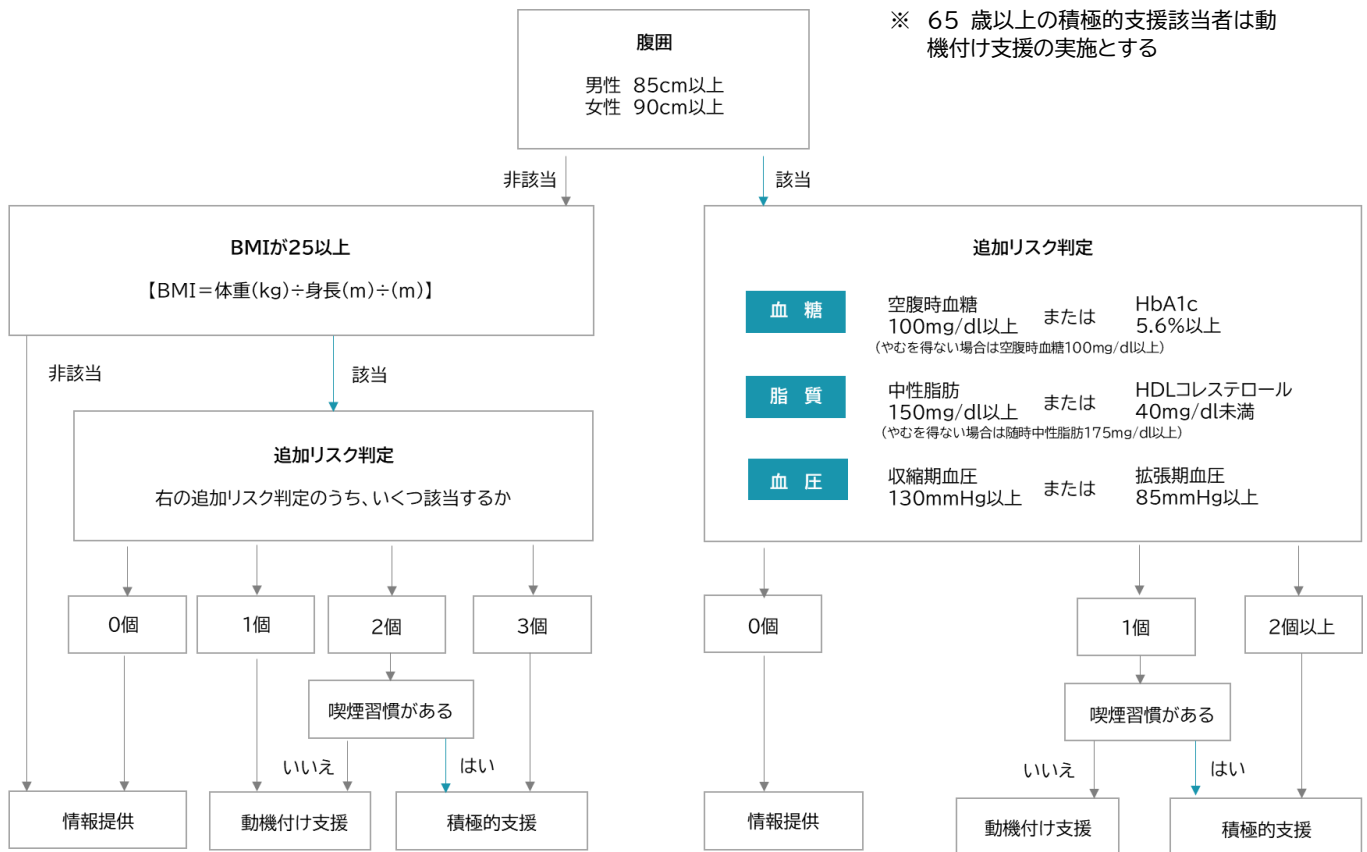 ※ 65 歳以上の積極的支援該当者は動
機付け支援の実施とする
腹囲
男性 85cm以上
女性 90cm以上
非該当
該当
BMIが25以上
【BMI＝体重(kg)÷身長(m)÷(m)】
非該当
該当
追加リスク判定
右の追加リスク判定のうち、いくつ該当するか
0個
1個
2個
3個
喫煙習慣がある
いいえ
はい
情報提供
動機付け支援
積極的支援
追加リスク判定
血 糖
空腹時血糖
100mg/dl以上
または
HbA1c
5.6%以上
(やむを得ない場合は空腹時血糖100mg/dl以上)
脂 質
中性脂肪
150mg/dl以上
または
HDLコレステロール
40mg/dl未満
(やむを得ない場合は随時中性脂肪175mg/dl以上)
血 圧
収縮期血圧
130mmHg以上
または
拡張期血圧
85mmHg以上
0個
1個
2個以上
喫煙習慣がある
いいえ
はい
情報提供
動機付け支援
積極的支援